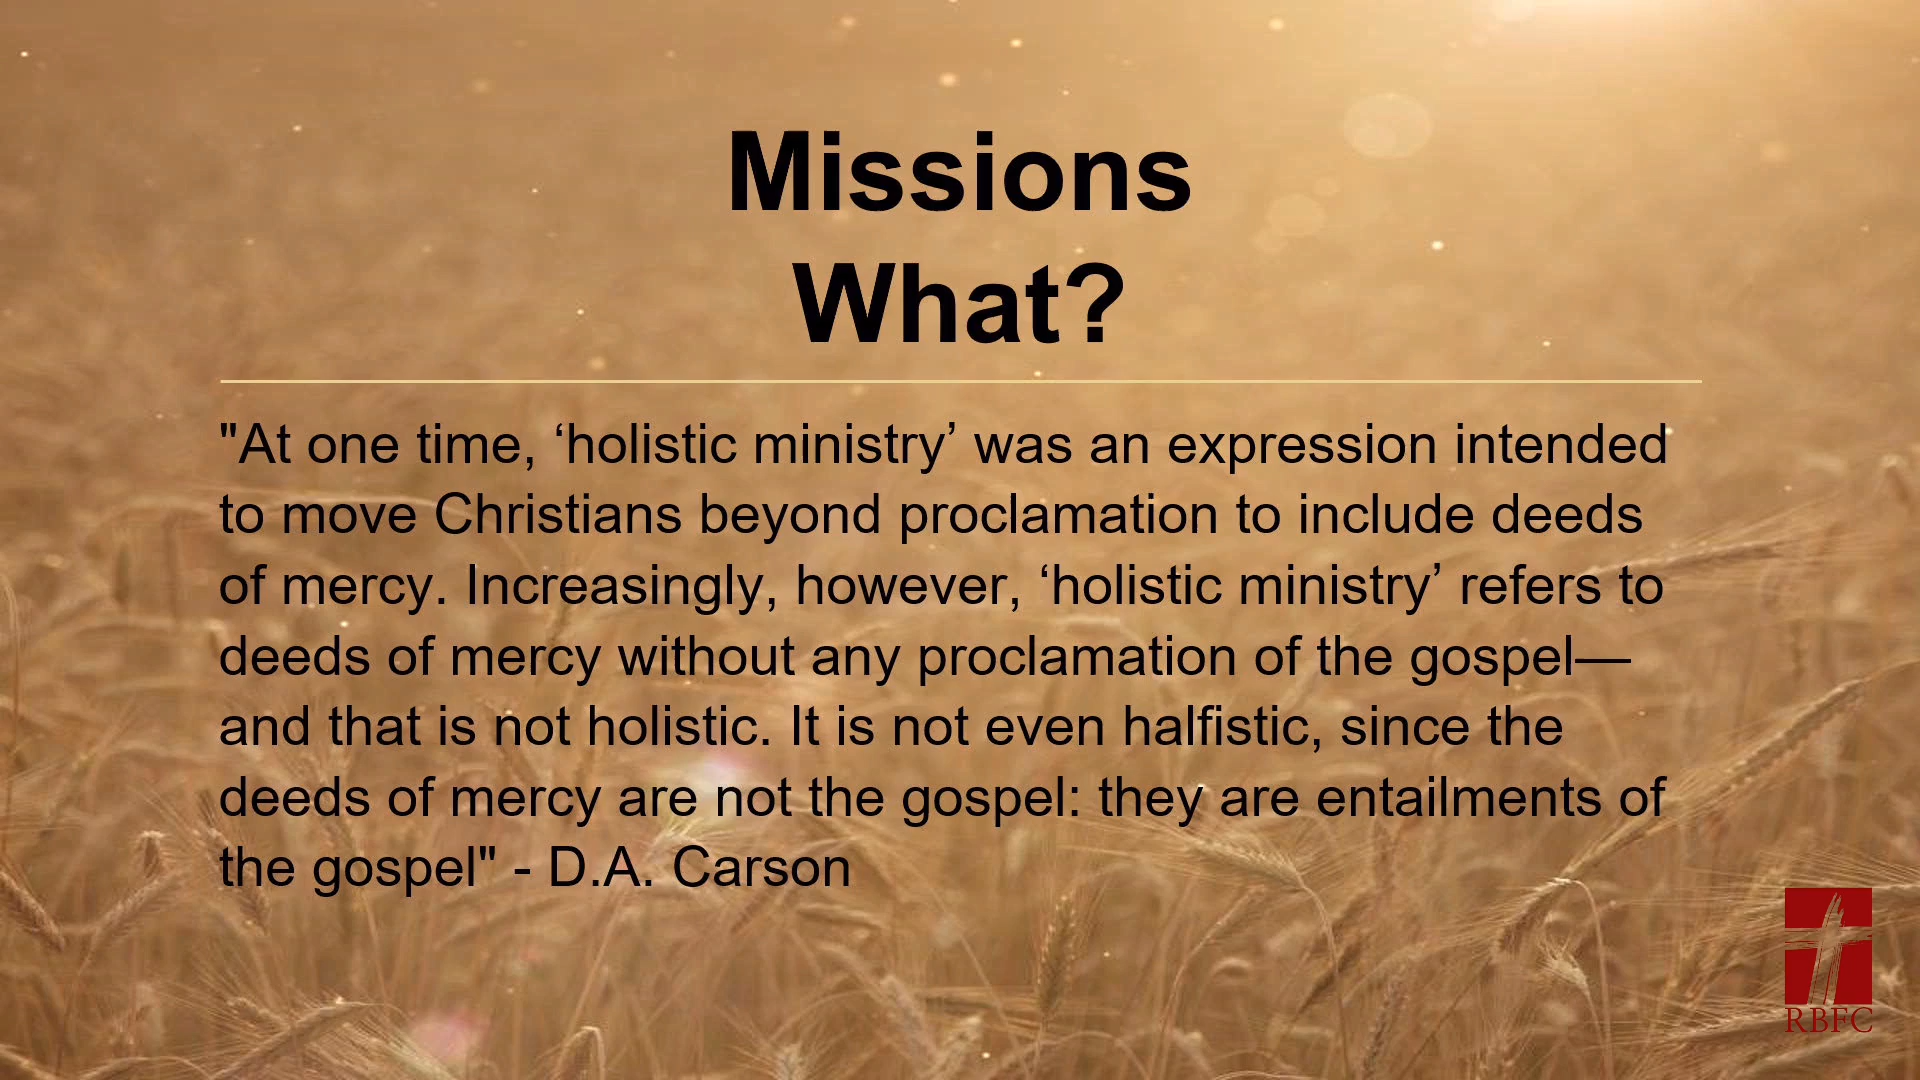 Missions
What?
"At one time, ‘holistic ministry’ was an expression intended
to move Christians beyond proclamation to include deeds
of mercy. Increasingly, however, ‘holistic ministry’ refers to
deeds of mercy without any proclamation of the gospel—
and that is not holistic. It is not even halfistic, since the
deeds of mercy are not the gospel: they are entailments of
the gospel" - D.A. Carson
RBFC